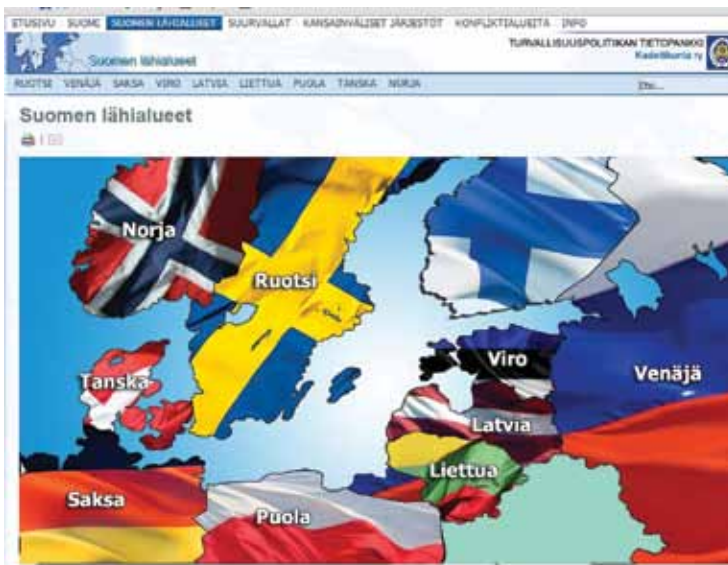 ETUSIVU SUOMI SUOMEN LÄHIALUEET SUURVALLAT KANSAINVÄLISET JÄRJESTÖT KONFLIKTIALUEITA INFO
TURVALLISUUSPOLITIIKAN TIETOPANKKI
Suomen lähialueet
Kadettikunta ry
RUOTSI VENÄJÄ SAKSA VIRO LATVIA LIETTUA PUOLA TANSKA NORJA
Suomen lähialueet
Norja
Ruotsi
Viro
Venäjä
Tanska
Latvia
Liettua
Saksa
Puola